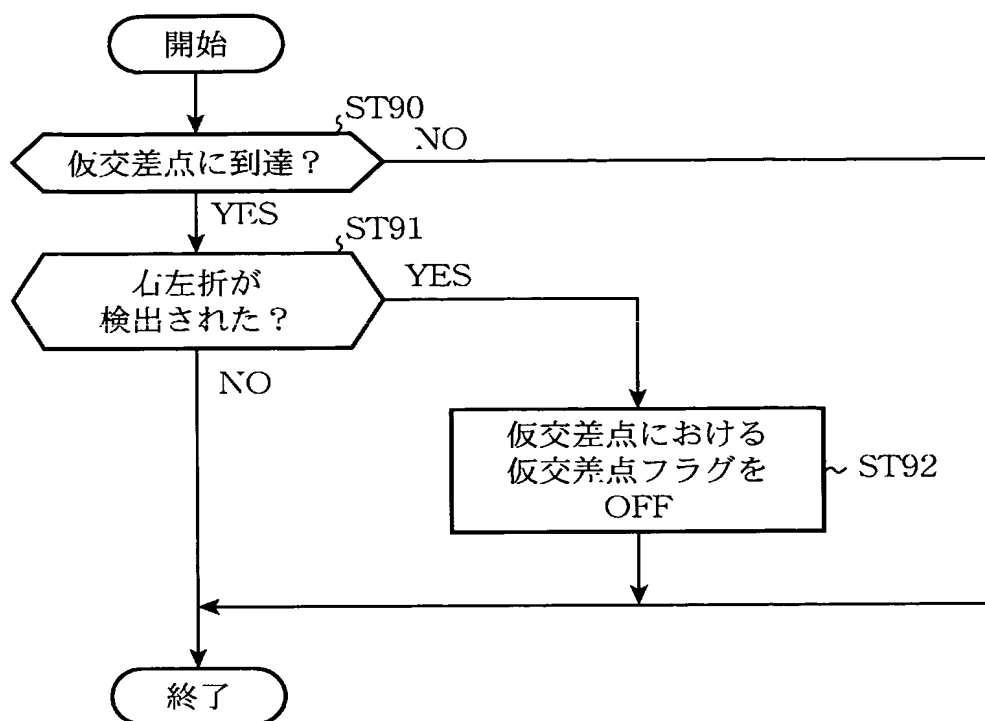 開始
ST90
仮交差点に到達?
NO
YES
ST91
右左折が
検出された?
YES
NO
仮交差点における
仮交差点フラグを
OFF
ST92
終了